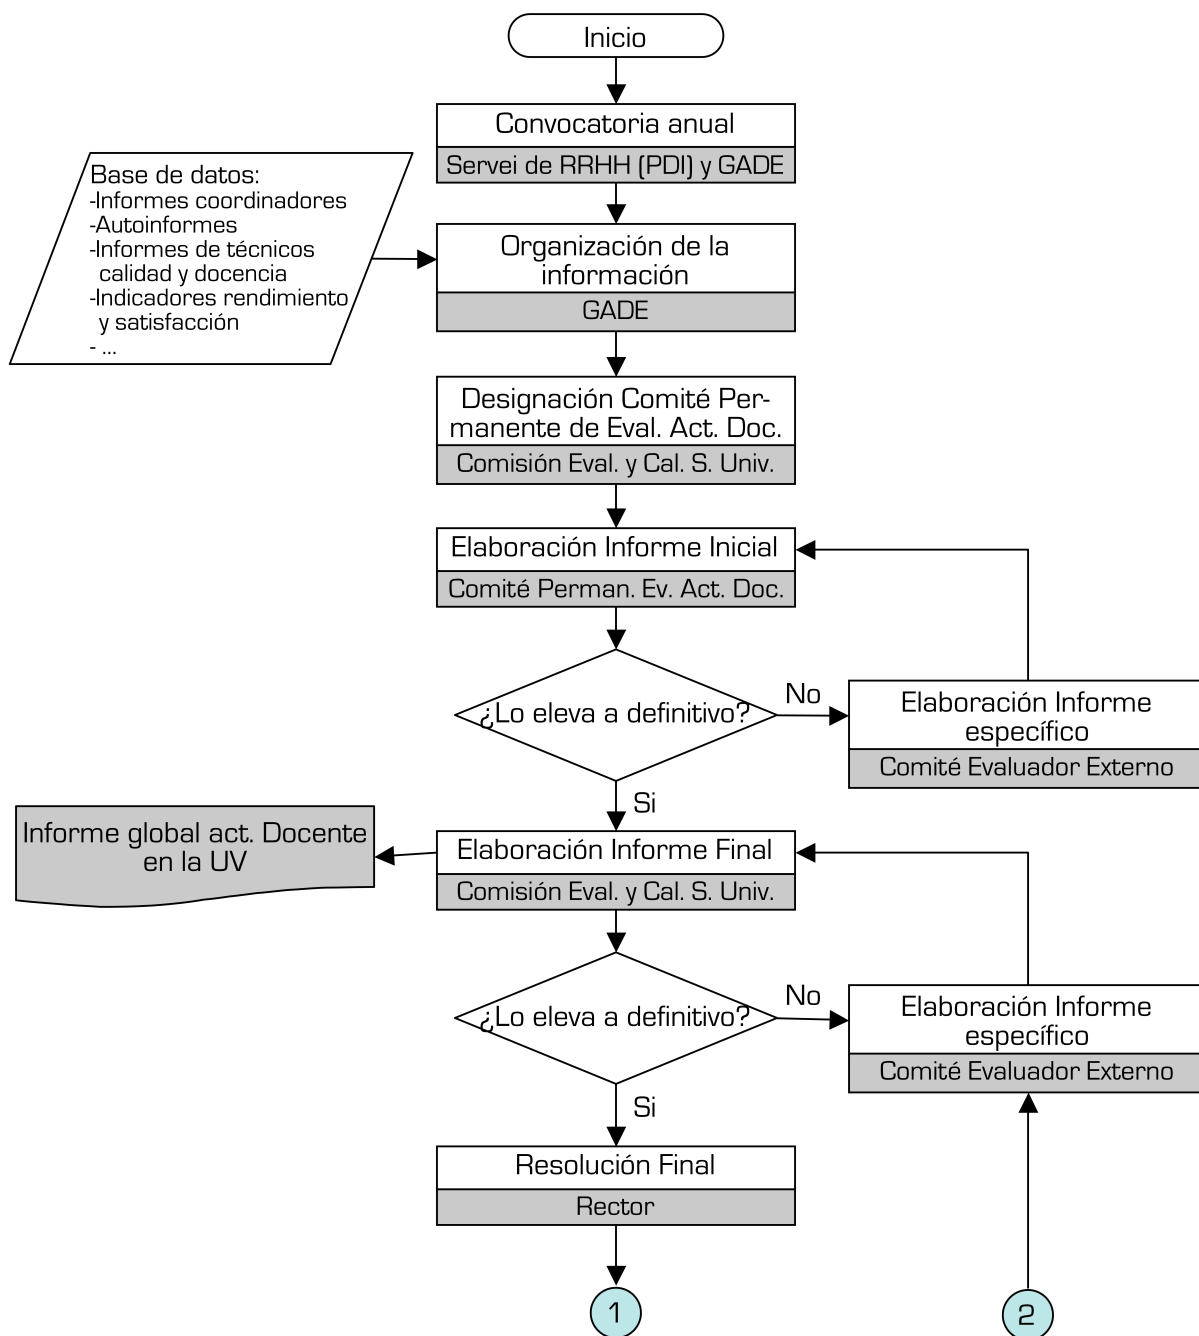 Inicio
Convocatoria anual
Servei de RRHH (PDI) y GADE
Base de datos:
-Informes coordinadores
-Autoinformes
-Informes de técnicos
calidad y docencia
-Indicadores rendimiento
y satisfacción
- ...
Organización de la
información
GADE
Designación Comité Per-
manente de Eval. Act. Doc.
Comisión Eval. y Cal. S. Univ.
Elaboración Informe Inicial
Comité Perman. Ev. Act. Doc.
¿Lo eleva a definitivo?
No
Elaboración Informe
específico
Comité Evaluador Externo
Si
Informe global act. Docente
en la UV
Elaboración Informe Final
Comisión Eval. y Cal. S. Univ.
¿Lo eleva a definitivo?
No
Elaboración Informe
específico
Comité Evaluador Externo
Si
Resolución Final
Rector
1
2